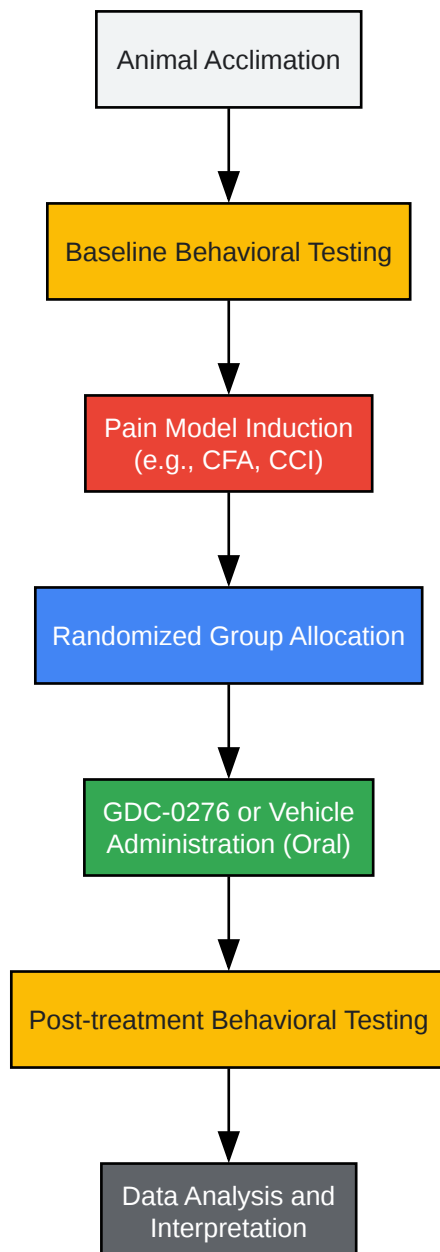 Animal Acclimation
Baseline Behavioral Testing
Pain Model Induction
(e.g., CFA, CCI)
Randomized Group Allocation
GDC-0276 or Vehicle
Administration (Oral)
Post-treatment Behavioral Testing
Data Analysis and
Interpretation